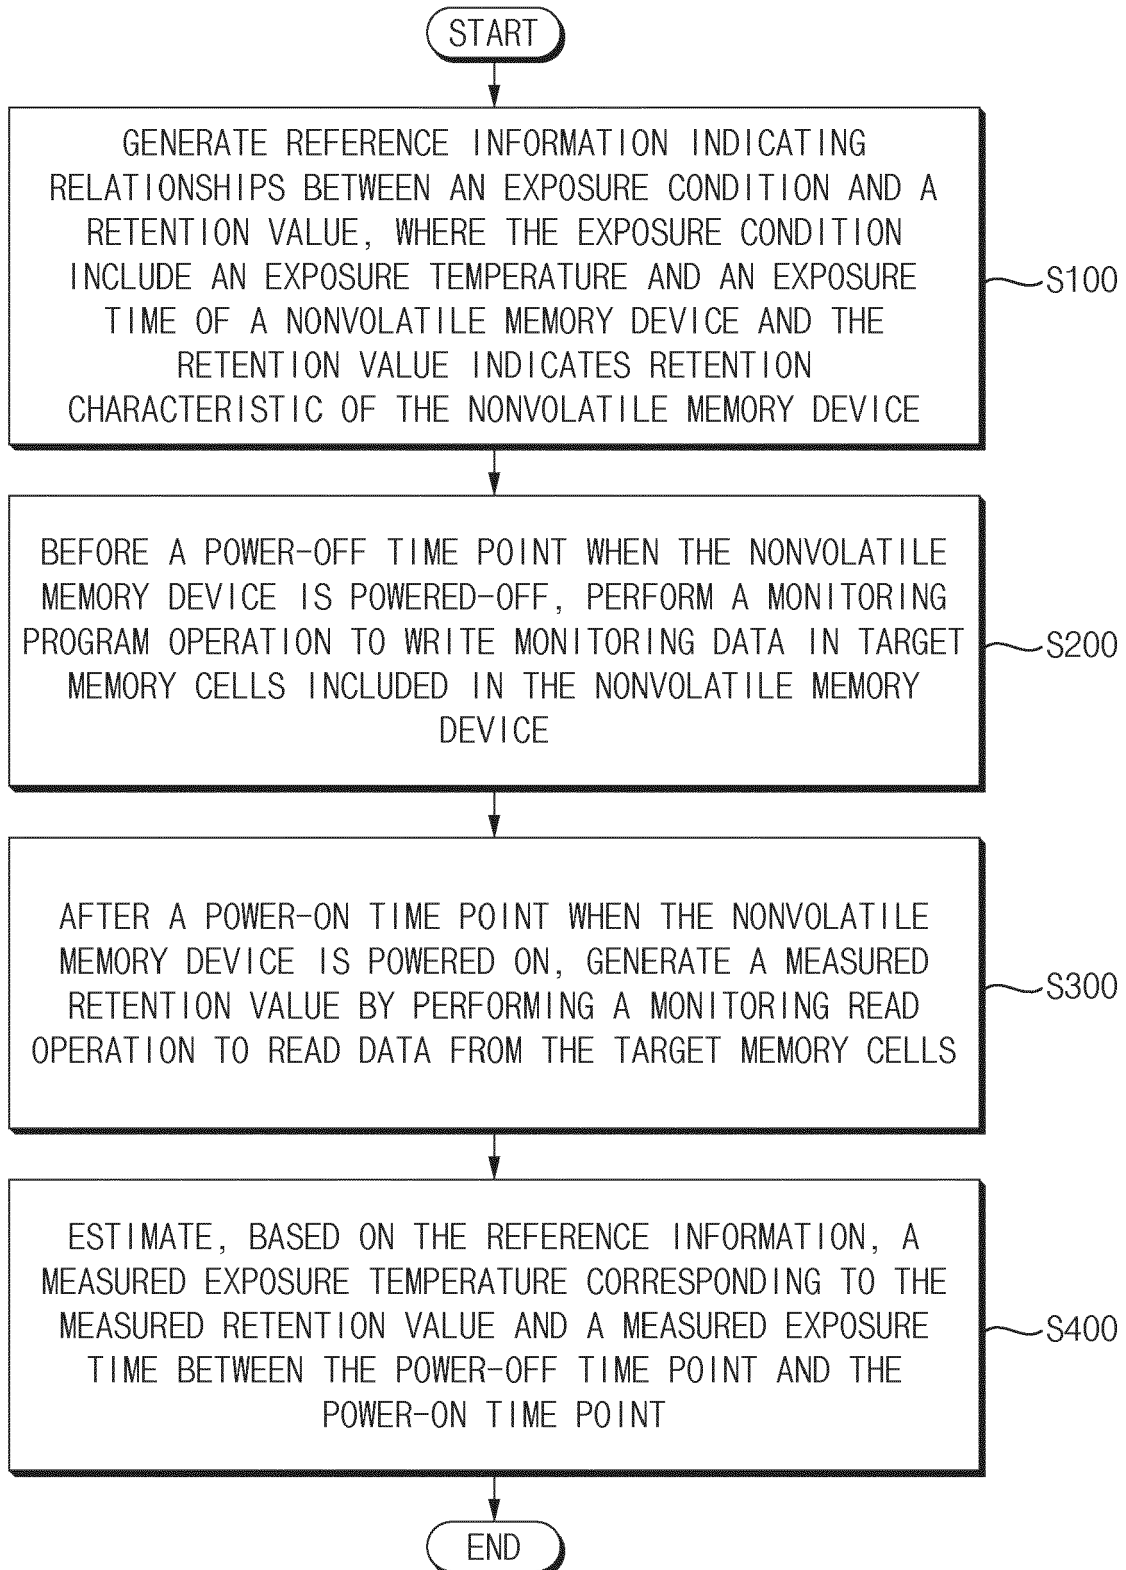 START
GENERATE REFERENCE INFORMATION INDICATING
RELATIONSHIPS BETWEEN AN EXPOSURE CONDITION AND A
RETENTION VALUE, WHERE THE EXPOSURE CONDITION
INCLUDE AN EXPOSURE TEMPERATURE AND AN EXPOSURE
TIME OF A NONVOLATILE MEMORY DEVICE AND THE
RETENTION VALUE INDICATES RETENTION
CHARACTERISTIC OF THE NONVOLATILE MEMORY DEVICE
S100
BEFORE A POWER-OFF TIME POINT WHEN THE NONVOLATILE
MEMORY DEVICE IS POWERED-OFF, PERFORM A MONITORING
PROGRAM OPERATION TO WRITE MONITORING DATA IN TARGET
MEMORY CELLS INCLUDED IN THE NONVOLATILE MEMORY
DEVICE
S200
AFTER A POWER-ON TIME POINT WHEN THE NONVOLATILE
MEMORY DEVICE IS POWERED ON, GENERATE A MEASURED
RETENTION VALUE BY PERFORMING A MONITORING READ
OPERATION TO READ DATA FROM THE TARGET MEMORY CELLS
S300
ESTIMATE, BASED ON THE REFERENCE INFORMATION, A
MEASURED EXPOSURE TEMPERATURE CORRESPONDING TO THE
MEASURED RETENTION VALUE AND A MEASURED EXPOSURE
TIME BETWEEN THE POWER-OFF TIME POINT AND THE
POWER-ON TIME POINT
S400
END